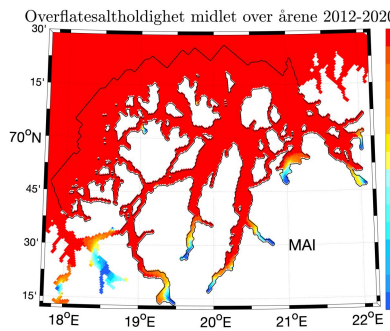 Overflatesaltholdighet midlet over årene 2012-2020
30'
15'
70°N
45'
30'
MAI
15'
18°E 19°E 20°E 21°E 22°E